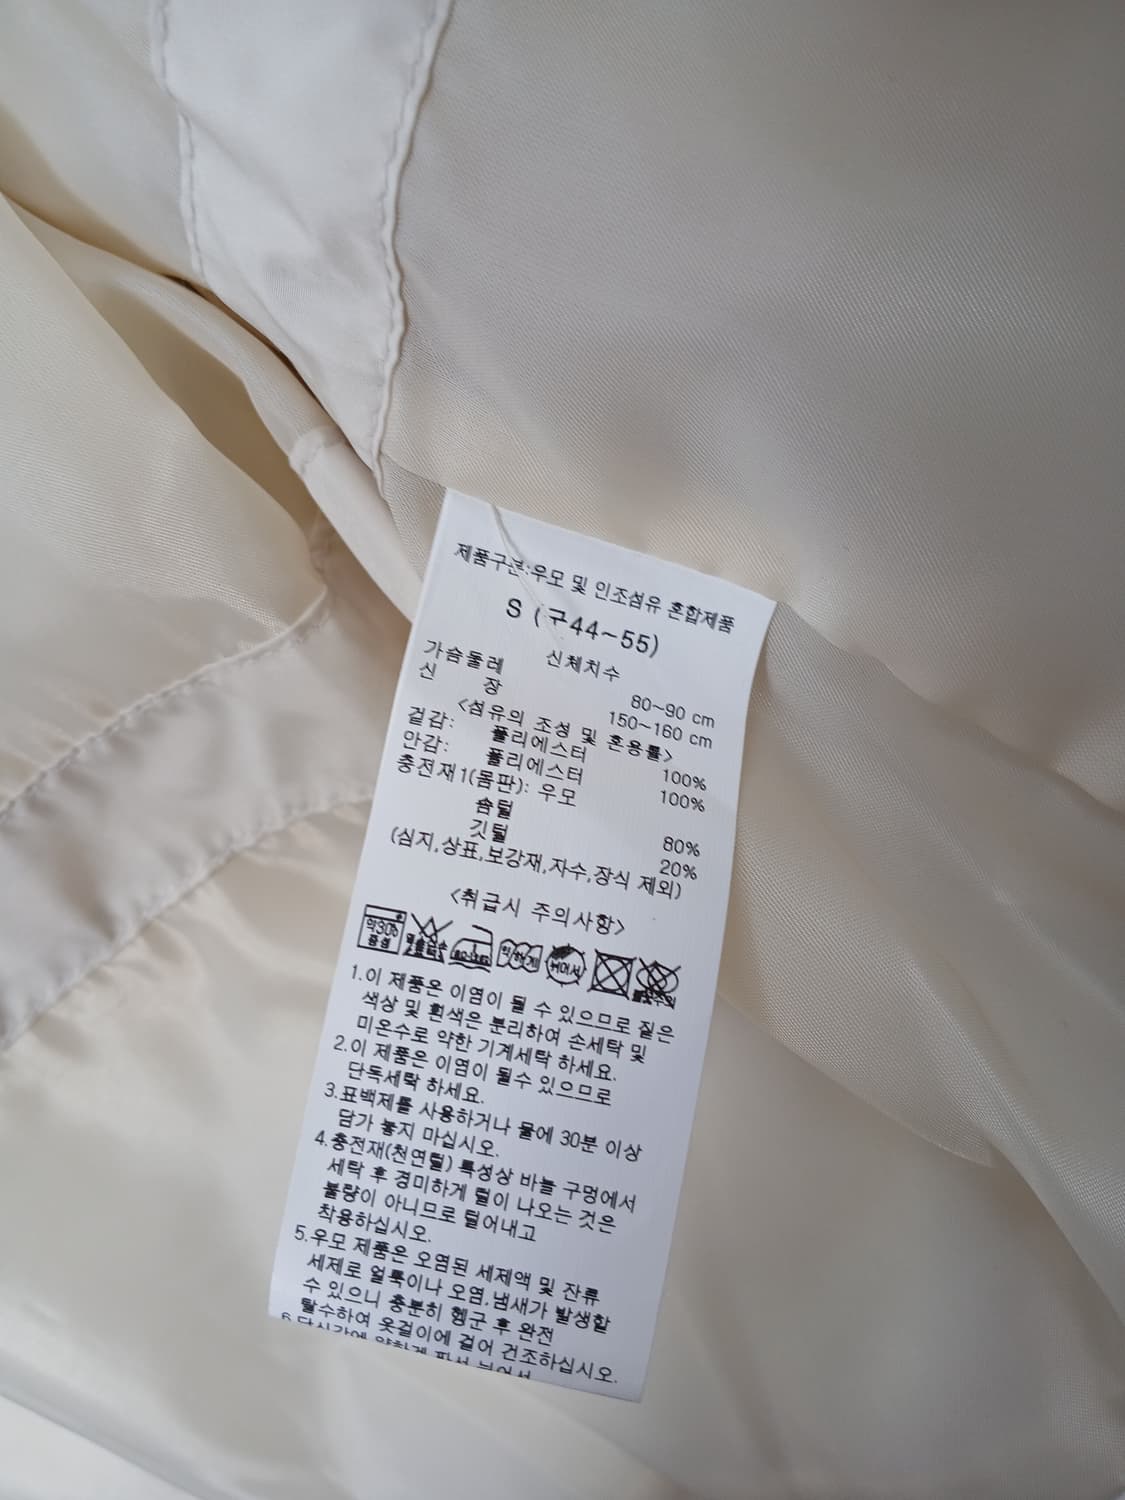 제품구분:우모 및 인조섬유 혼합제품
S (구44~55)
신체치수
가슴둘레 80~90 cm
신 장 150~160 cm
<섬유의 조성 및 혼용률>
겉감: 폴리에스터 100%
안감: 폴리에스터 100%
충전재1(몸판): 우모
솜털 80%
깃털 20%
(심지,상표,보강재,자수,장식 제외)
<취급시 주의사항>
약30℃
중성
약하게
뉘어서
1.이 제품은 이염이 될 수 있으므로 짙은
색상 및 흰색은 분리하여 손세탁 및
미온수로 약한 기계세탁 하세요.
2.이 제품은 이염이 될수 있으므로
단독세탁 하세요.
3.표백제를 사용하거나 물에 30분 이상
담가 놓지 마십시오.
4.충전재(천연털) 특성상 바늘 구멍에서
세탁 후 경미하게 털이 나오는 것은
불량이 아니므로 털어내고
착용하십시오.
5.우모 제품은 오염된 세제액 및 잔류
세제로 얼룩이나 오염,냄새가 발생할
수 있으니 충분히 헹군 후 완전
탈수하여 옷걸이에 걸어 건조하십시오.